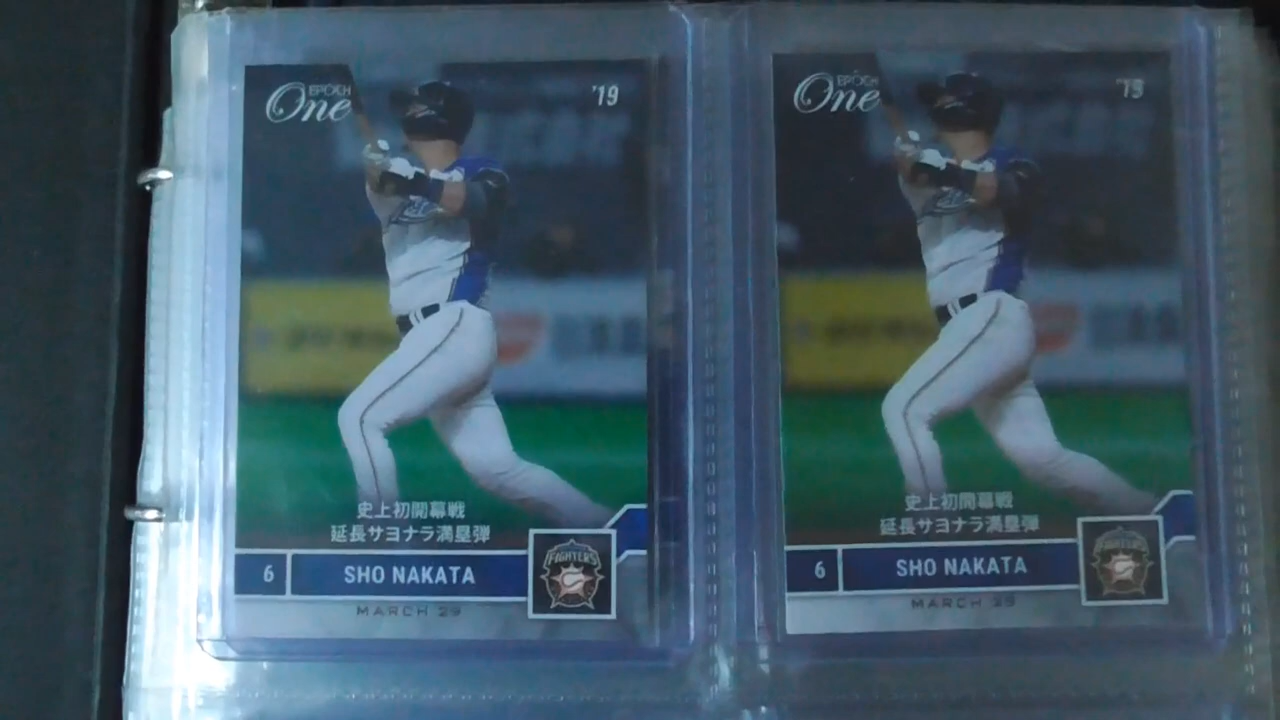 EPOCH
One
'19
史上初開幕戦
延長サヨナラ満塁弾
6
SHO NAKATA
FIGHTERS
MARCH 29
EPOCH
One
'19
史上初開幕戦
延長サヨナラ満塁弾
6
SHO NAKATA
FIGHTERS
MARCH 29